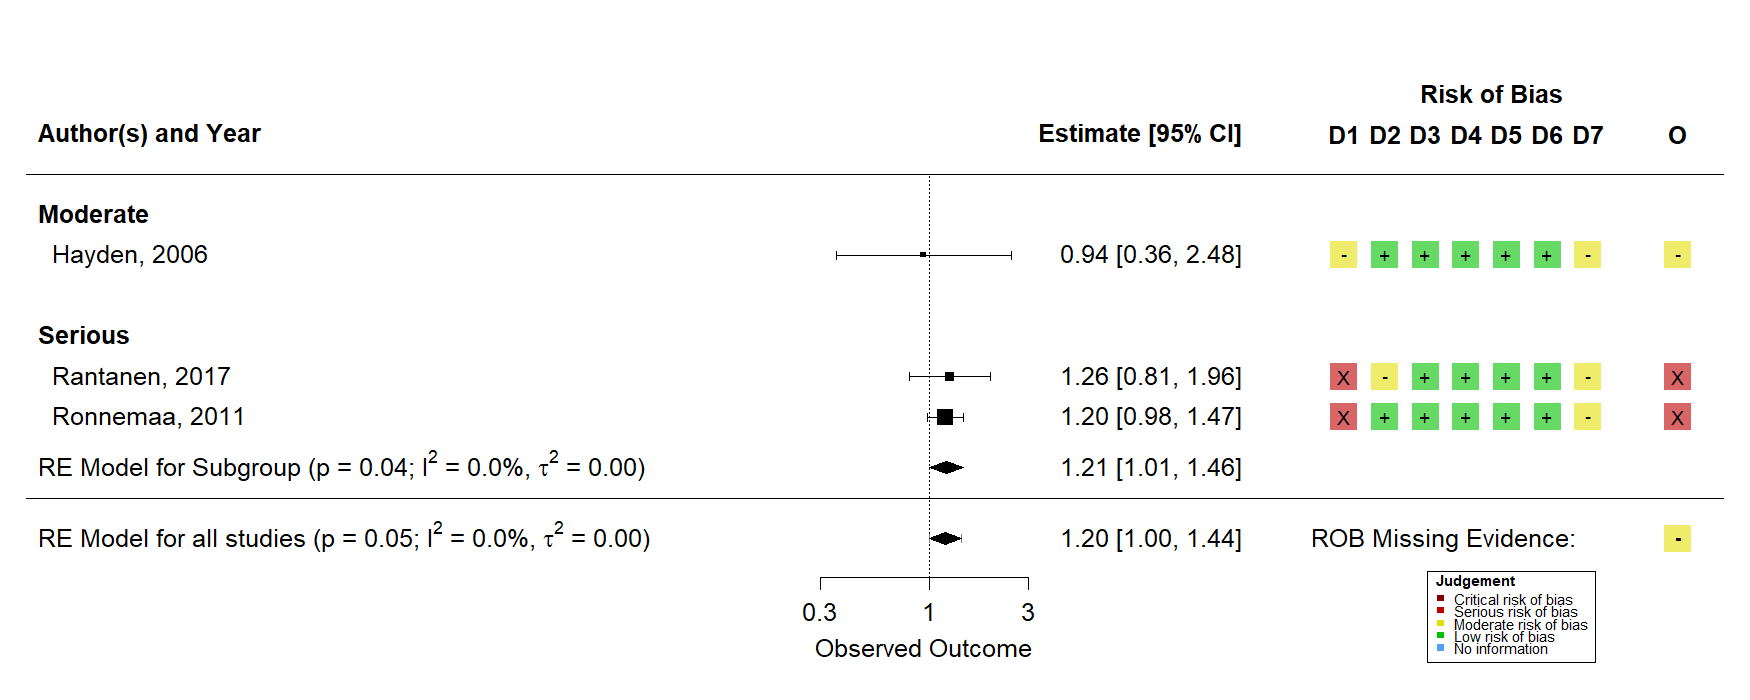 Risk of Bias
Author(s) and Year Estimate [95% CI] D1 D2 D3 D4 D5 D6 D7 O
Moderate
Hayden, 2006 0.94 [0.36, 2.48] - + + + + + - -
Serious
Rantanen, 2017 1.26 [0.81, 1.96] X - + + + + - X
Ronnemaa, 2011 1.20 [0.98, 1.47] X + + + + + - X
RE Model for Subgroup (p = 0.04; I² = 0.0%, τ² = 0.00) 1.21 [1.01, 1.46]
RE Model for all studies (p = 0.05; I² = 0.0%, τ² = 0.00) 1.20 [1.00, 1.44] ROB Missing Evidence: -
0.3 1 3
Observed Outcome
Judgement
Critical risk of bias
Serious risk of bias
Moderate risk of bias
Low risk of bias
No information